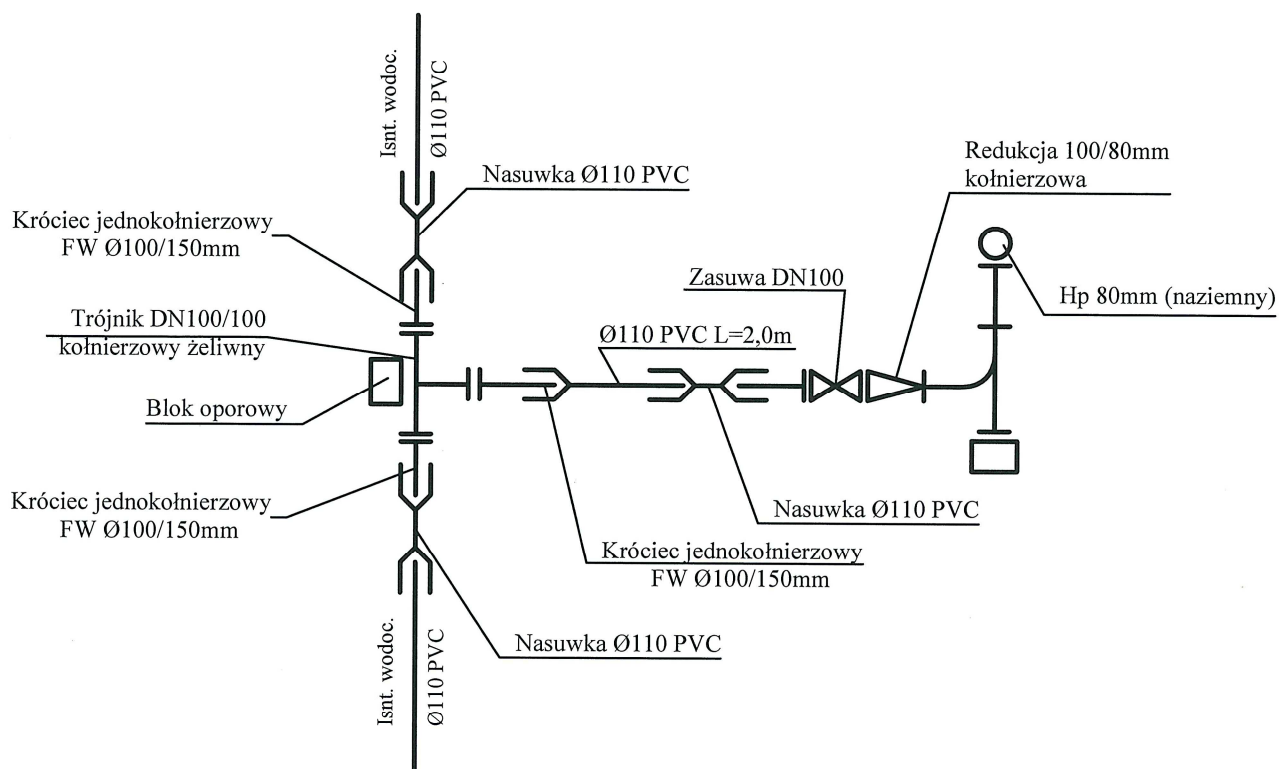 Isnt. wodoc.
Ø110 PVC
Nasuwka Ø110 PVC
Króciec jednokołnierzowy
FW Ø100/150mm
Trójnik DN100/100
kołnierzowy żeliwny
Blok oporowy
Króciec jednokołnierzowy
FW Ø100/150mm
Isnt. wodoc.
Ø110 PVC
Nasuwka Ø110 PVC
Króciec jednokołnierzowy
FW Ø100/150mm
Ø110 PVC L=2,0m
Nasuwka Ø110 PVC
Zasuwa DN100
Redukcja 100/80mm
kołnierzowa
Hp 80mm (naziemny)